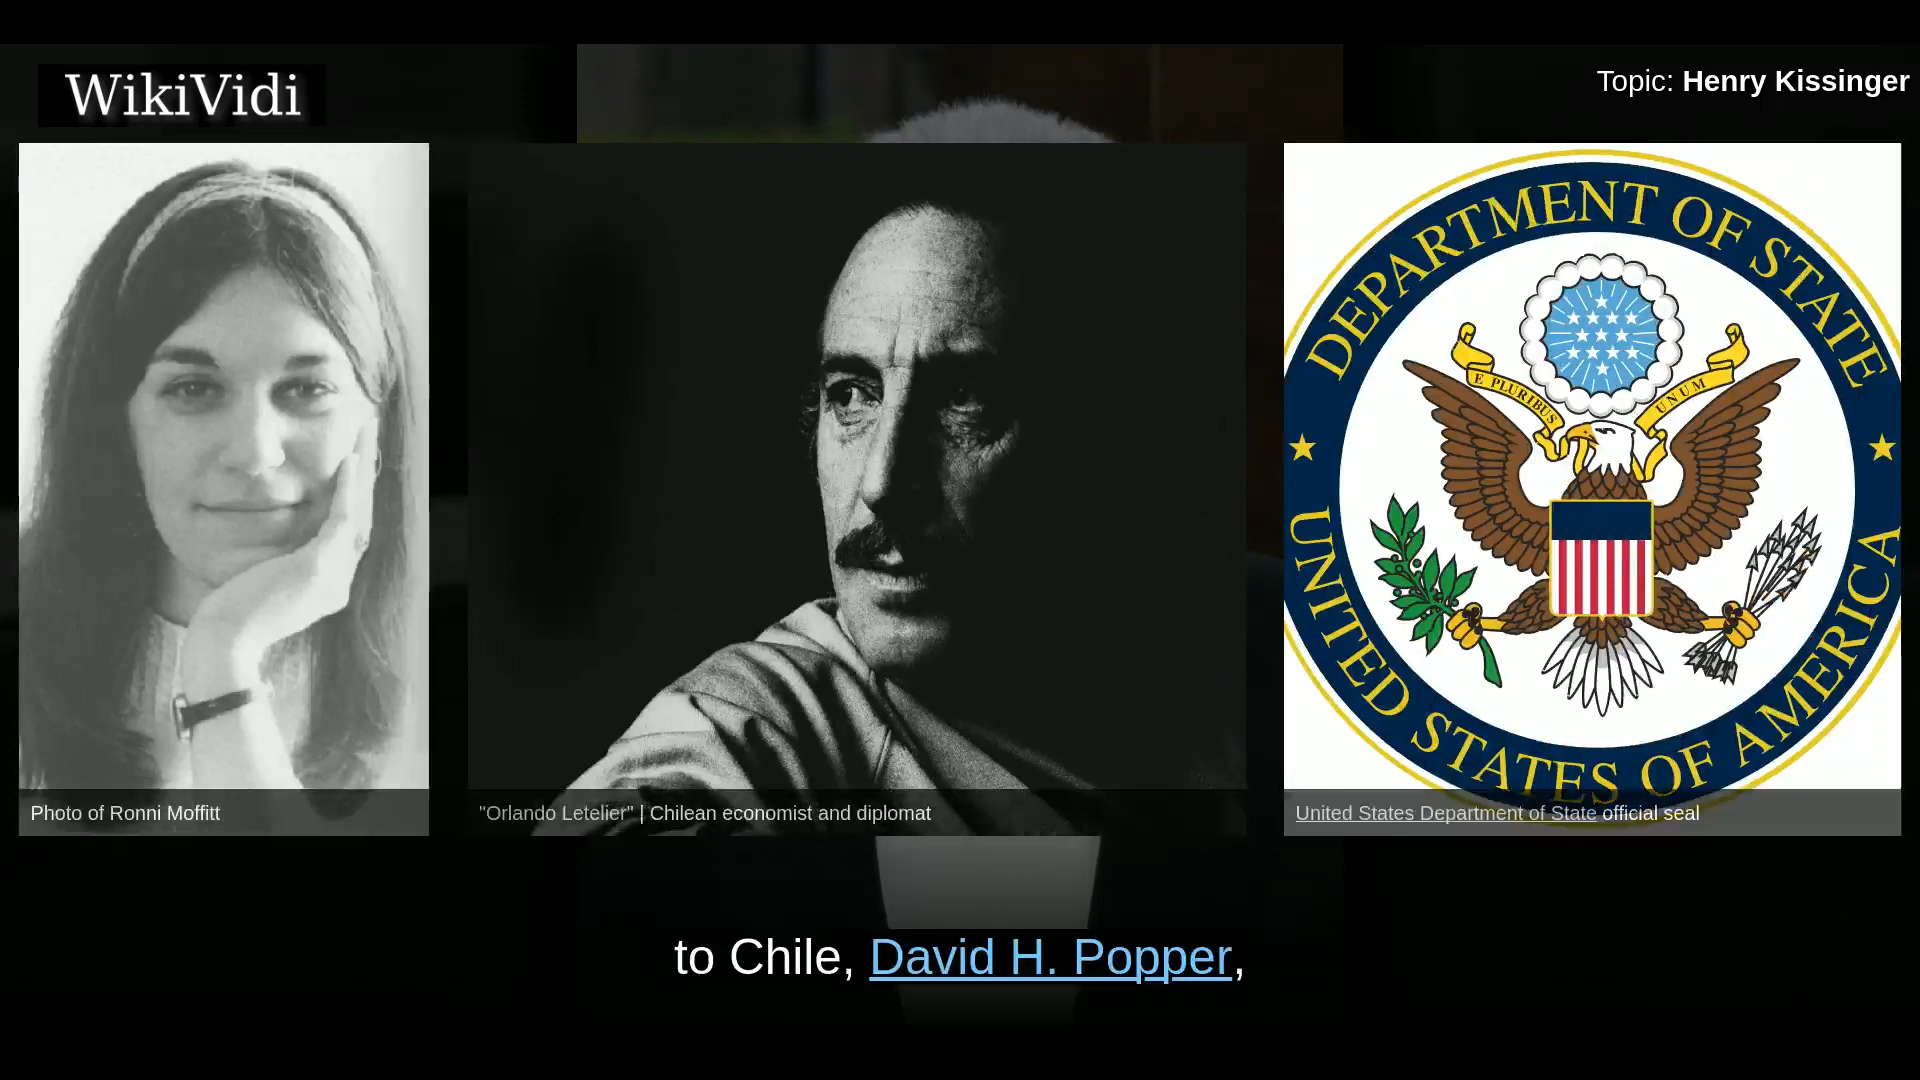 WikiVidi
Topic: Henry Kissinger
DEPARTMENT OF STATE
E PLURIBUS
UNUM
UNITED STATES OF AMERICA
Photo of Ronni Moffitt
"Orlando Letelier" | Chilean economist and diplomat
United States Department of State official seal
to Chile, David H. Popper,